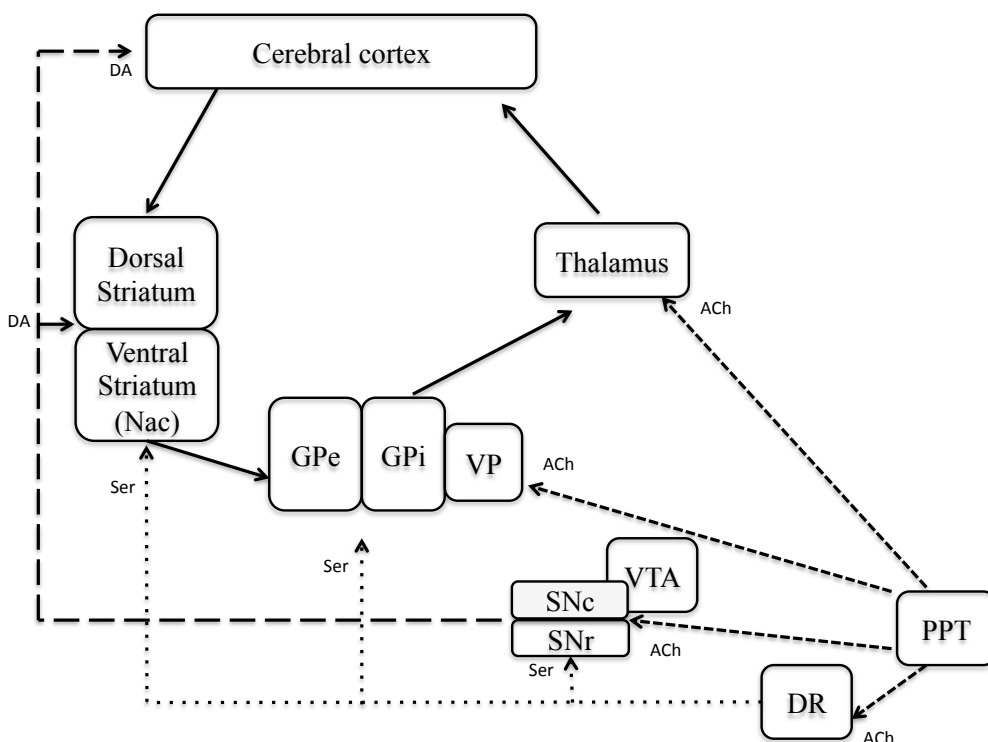 Cerebral cortex
DA
Dorsal
Striatum
Thalamus
ACh
DA
Ventral
Striatum
(Nac)
GPe
GPi
VP
ACh
Ser
Ser
VTA
SNc
SNr
PPT
ACh
Ser
DR
ACh